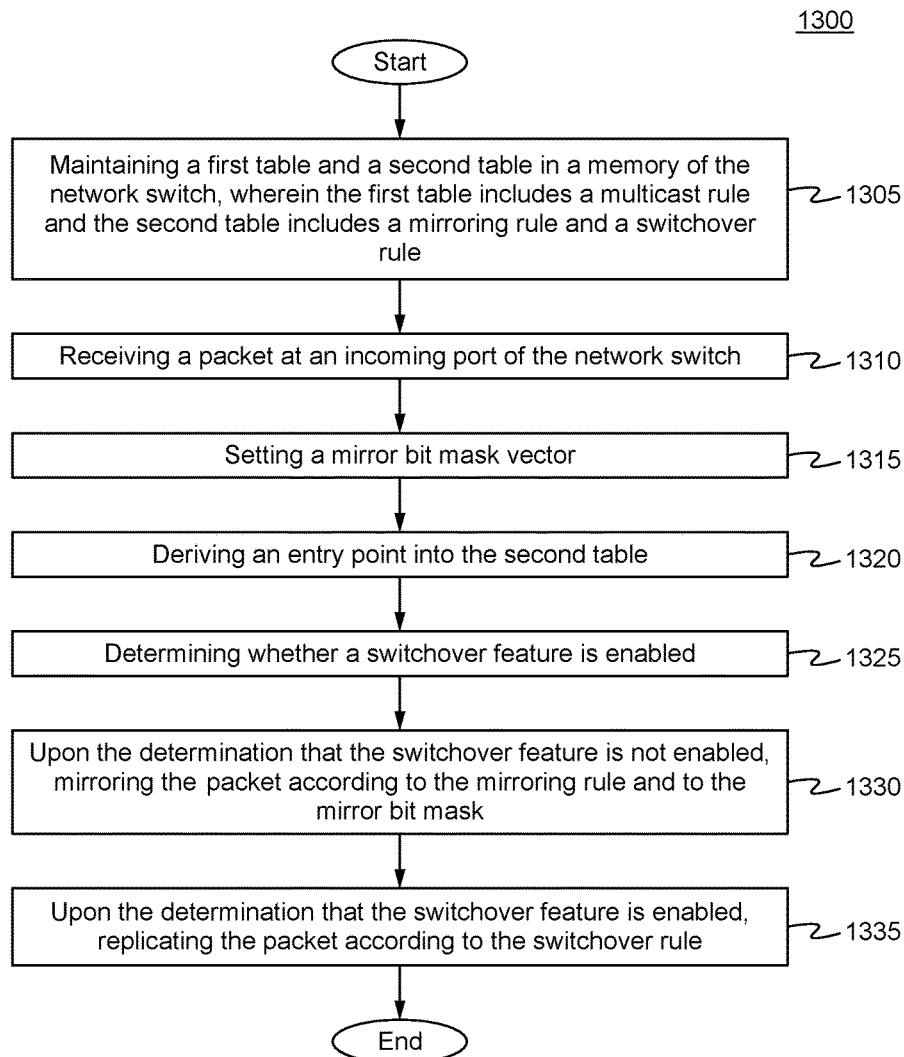 1300
Start
Maintaining a first table and a second table in a memory of the
network switch, wherein the first table includes a multicast rule
and the second table includes a mirroring rule and a switchover
rule
1305
Receiving a packet at an incoming port of the network switch
1310
Setting a mirror bit mask vector
1315
Deriving an entry point into the second table
1320
Determining whether a switchover feature is enabled
1325
Upon the determination that the switchover feature is not enabled,
mirroring the packet according to the mirroring rule and to the
mirror bit mask
1330
Upon the determination that the switchover feature is enabled,
replicating the packet according to the switchover rule
1335
End